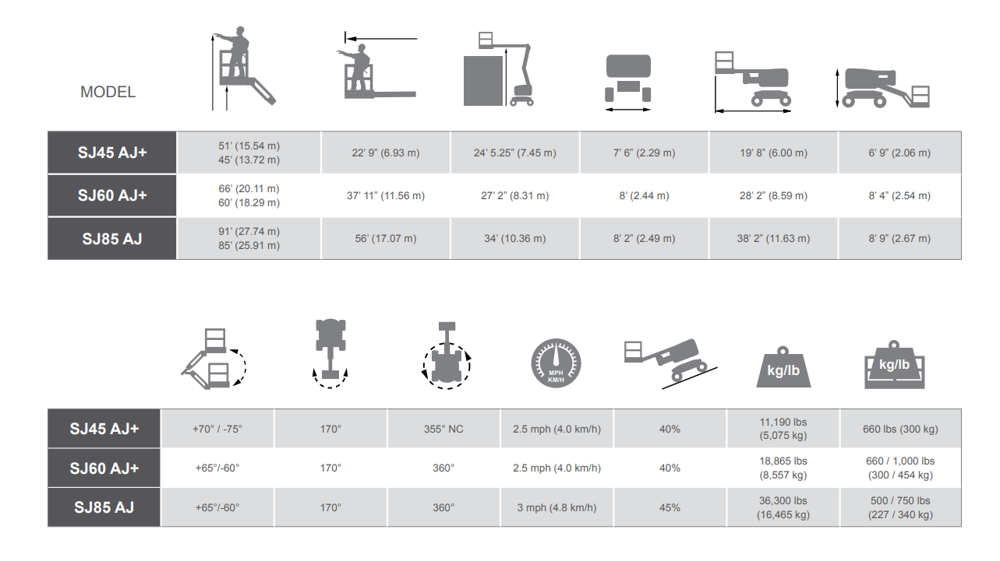 MODEL
SJ45 AJ+
51’ (15.54 m)
45’ (13.72 m)
22’ 9” (6.93 m)
24’ 5.25” (7.45 m)
7’ 6” (2.29 m)
19’ 8” (6.00 m)
6’ 9” (2.06 m)
SJ60 AJ+
66’ (20.11 m)
60’ (18.29 m)
37’ 11” (11.56 m)
27’ 2” (8.31 m)
8’ (2.44 m)
28’ 2” (8.59 m)
8’ 4” (2.54 m)
SJ85 AJ
91’ (27.74 m)
85’ (25.91 m)
56’ (17.07 m)
34’ (10.36 m)
8’ 2” (2.49 m)
38’ 2” (11.63 m)
8’ 9” (2.67 m)
MPH
KM/H
kg/lb
kg/lb
SJ45 AJ+
+70° / -75°
170°
355° NC
2.5 mph (4.0 km/h)
40%
11,190 lbs
(5,075 kg)
660 lbs (300 kg)
SJ60 AJ+
+65°/-60°
170°
360°
2.5 mph (4.0 km/h)
40%
18,865 lbs
(8,557 kg)
660 / 1,000 lbs
(300 / 454 kg)
SJ85 AJ
+65°/-60°
170°
360°
3 mph (4.8 km/h)
45%
36,300 lbs
(16,465 kg)
500 / 750 lbs
(227 / 340 kg)